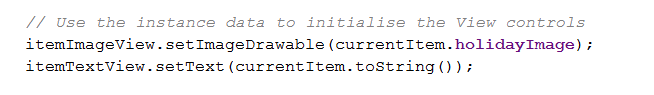 // Use the instance data to initialise the View controls
itemImageView.setImageDrawable(currentItem.holidayImage);
itemTextView.setText(currentItem.toString());